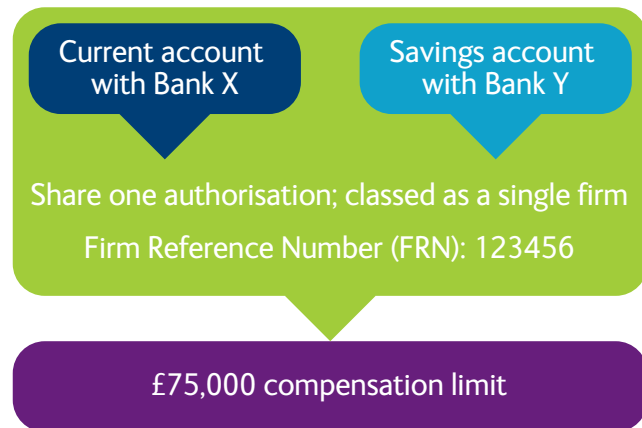 Current account
with Bank X
Savings account
with Bank Y
Share one authorisation; classed as a single firm
Firm Reference Number (FRN): 123456
£75,000 compensation limit